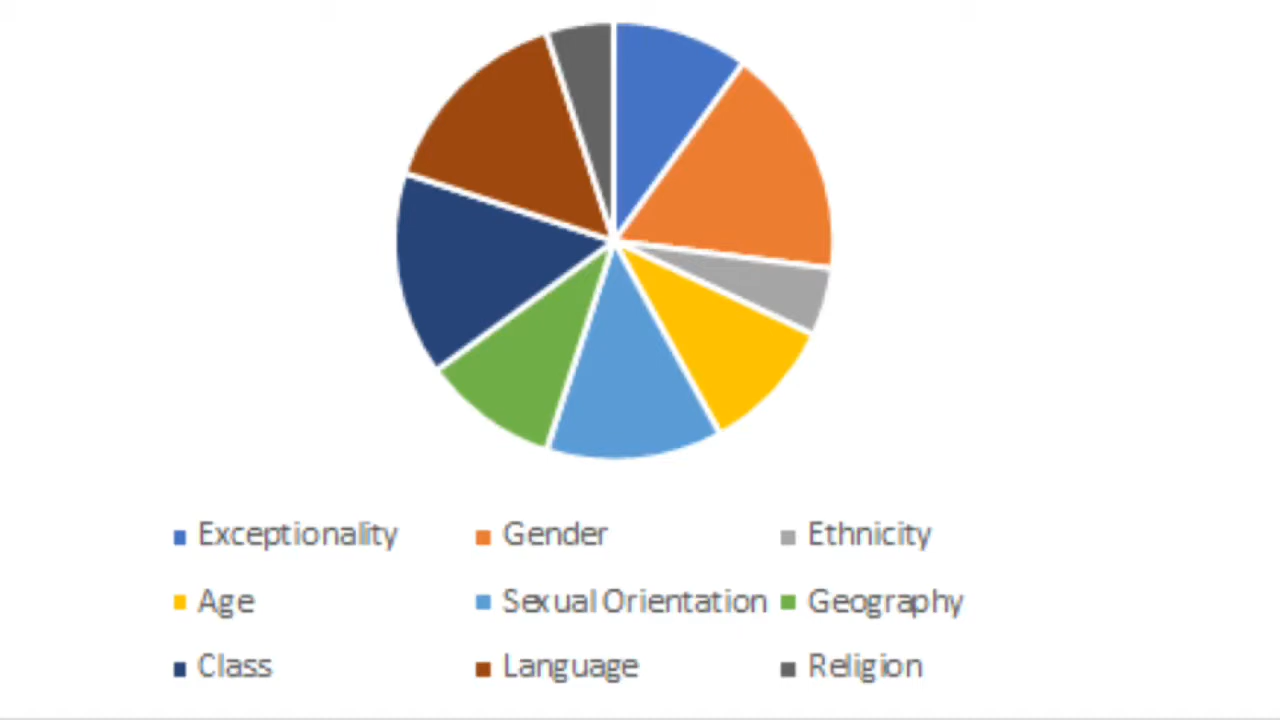 Exceptionality Gender Ethnicity
Age Sexual Orientation Geography
Class Language Religion